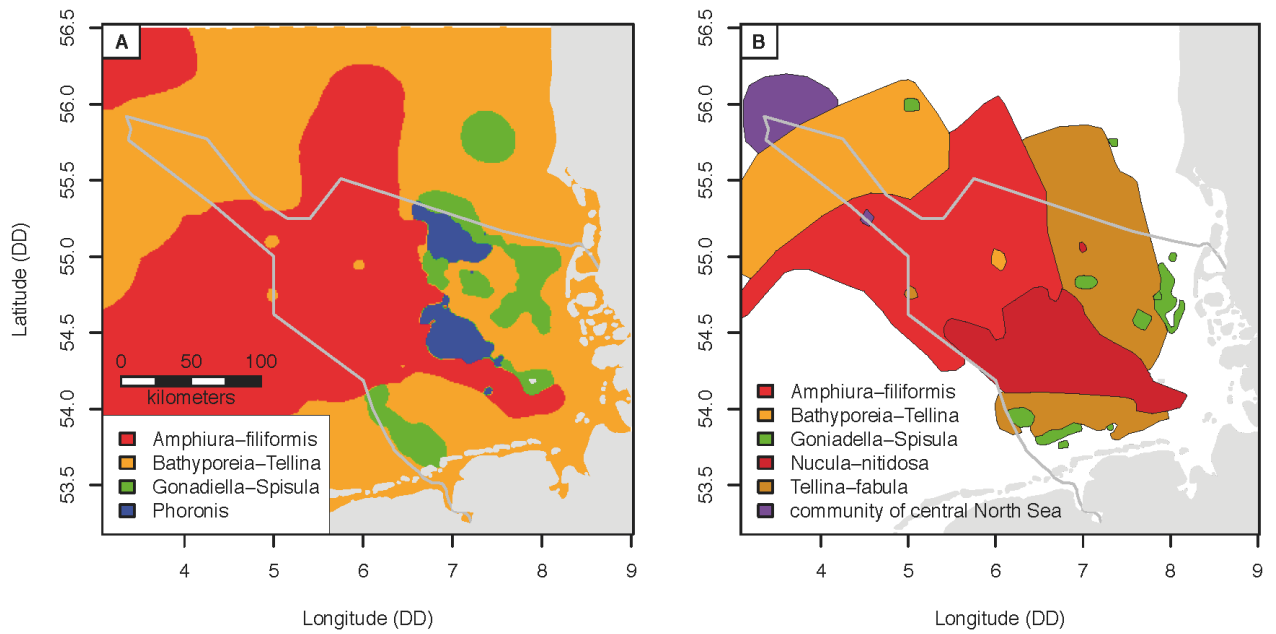 A
56.5
56.0
55.5
55.0
54.5
54.0
53.5
Latitude (DD)
0 50 100
kilometers
Amphiura–filiformis
Bathyporeia–Tellina
Gonadiella–Spisula
Phoronis
4 5 6 7 8 9
Longitude (DD)
B
56.5
56.0
55.5
55.0
54.5
54.0
53.5
Amphiura–filiformis
Bathyporeia–Tellina
Goniadella–Spisula
Nucula–nitidosa
Tellina–fabula
community of central North Sea
4 5 6 7 8 9
Longitude (DD)